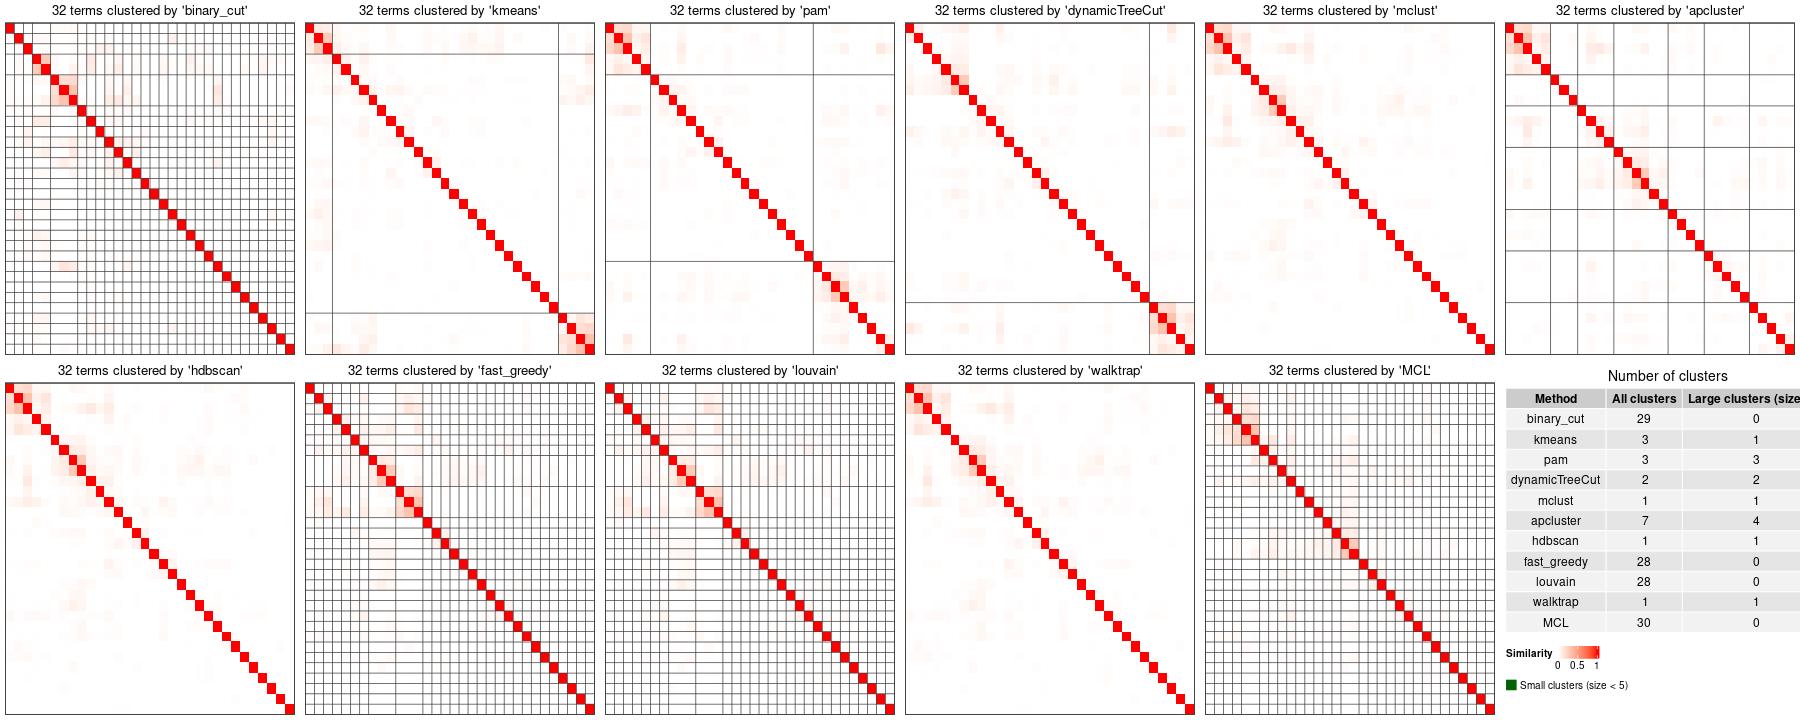 32 terms clustered by 'binary_cut'
32 terms clustered by 'kmeans'
32 terms clustered by 'pam'
32 terms clustered by 'dynamicTreeCut'
32 terms clustered by 'mclust'
32 terms clustered by 'apcluster'
32 terms clustered by 'hdbscan'
32 terms clustered by 'fast_greedy'
32 terms clustered by 'louvain'
32 terms clustered by 'walktrap'
32 terms clustered by 'MCL'
Number of clusters
Method All clusters Large clusters (size
binary_cut 29 0
kmeans 3 1
pam 3 3
dynamicTreeCut 2 2
mclust 1 1
apcluster 7 4
hdbscan 1 1
fast_greedy 28 0
louvain 28 0
walktrap 1 1
MCL 30 0
Similarity
0 0.5 1
Small clusters (size < 5)